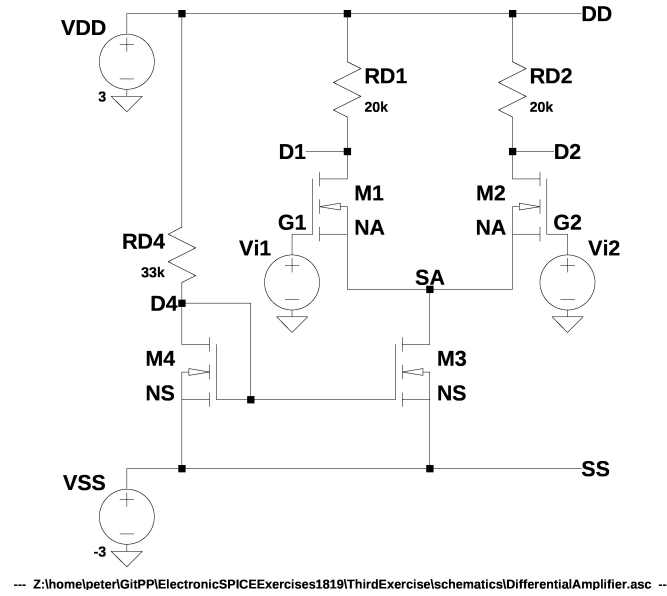 DD
VDD
3
RD1
20k
RD2
20k
D1
D2
M1
M2
G1
NA
NA
G2
RD4
33k
Vi1
Vi2
SA
D4
M4
M3
NS
NS
VSS
SS
-3
--- Z:\home\peter\GitPP\ElectronicSPICEExercises1819\ThirdExercise\schematics\DifferentialAmplifier.asc --